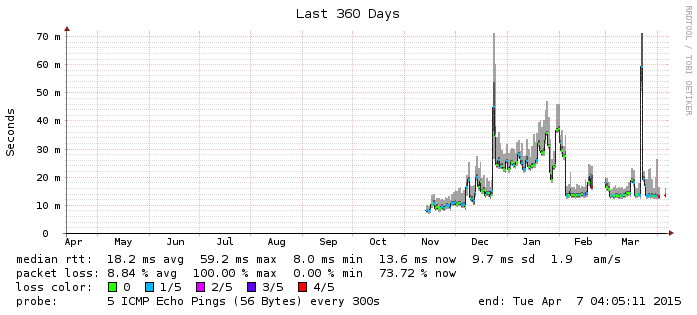 Last 360 Days
RRDTOOL / TOBI OETIKER
Seconds
70 m
60 m
50 m
40 m
30 m
20 m
10 m
0
Apr May Jun Jul Aug Sep Oct Nov Dec Jan Feb Mar
median rtt: 18.2 ms avg 59.2 ms max 8.0 ms min 13.6 ms now 9.7 ms sd 1.9 am/s
packet loss: 8.84 % avg 100.00 % max 0.00 % min 73.72 % now
loss color: 0 1/5 2/5 3/5 4/5
probe: 5 ICMP Echo Pings (56 Bytes) every 300s end: Tue Apr 7 04:05:11 2015